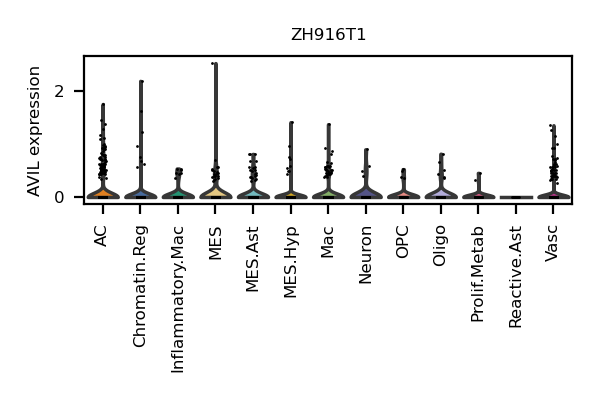 ZH916T1
AVIL expression
2
0
AC
Chromatin.Reg
Inflammatory.Mac
MES
MES.Ast
MES.Hyp
Mac
Neuron
OPC
Oligo
Prolif.Metab
Reactive.Ast
Vasc